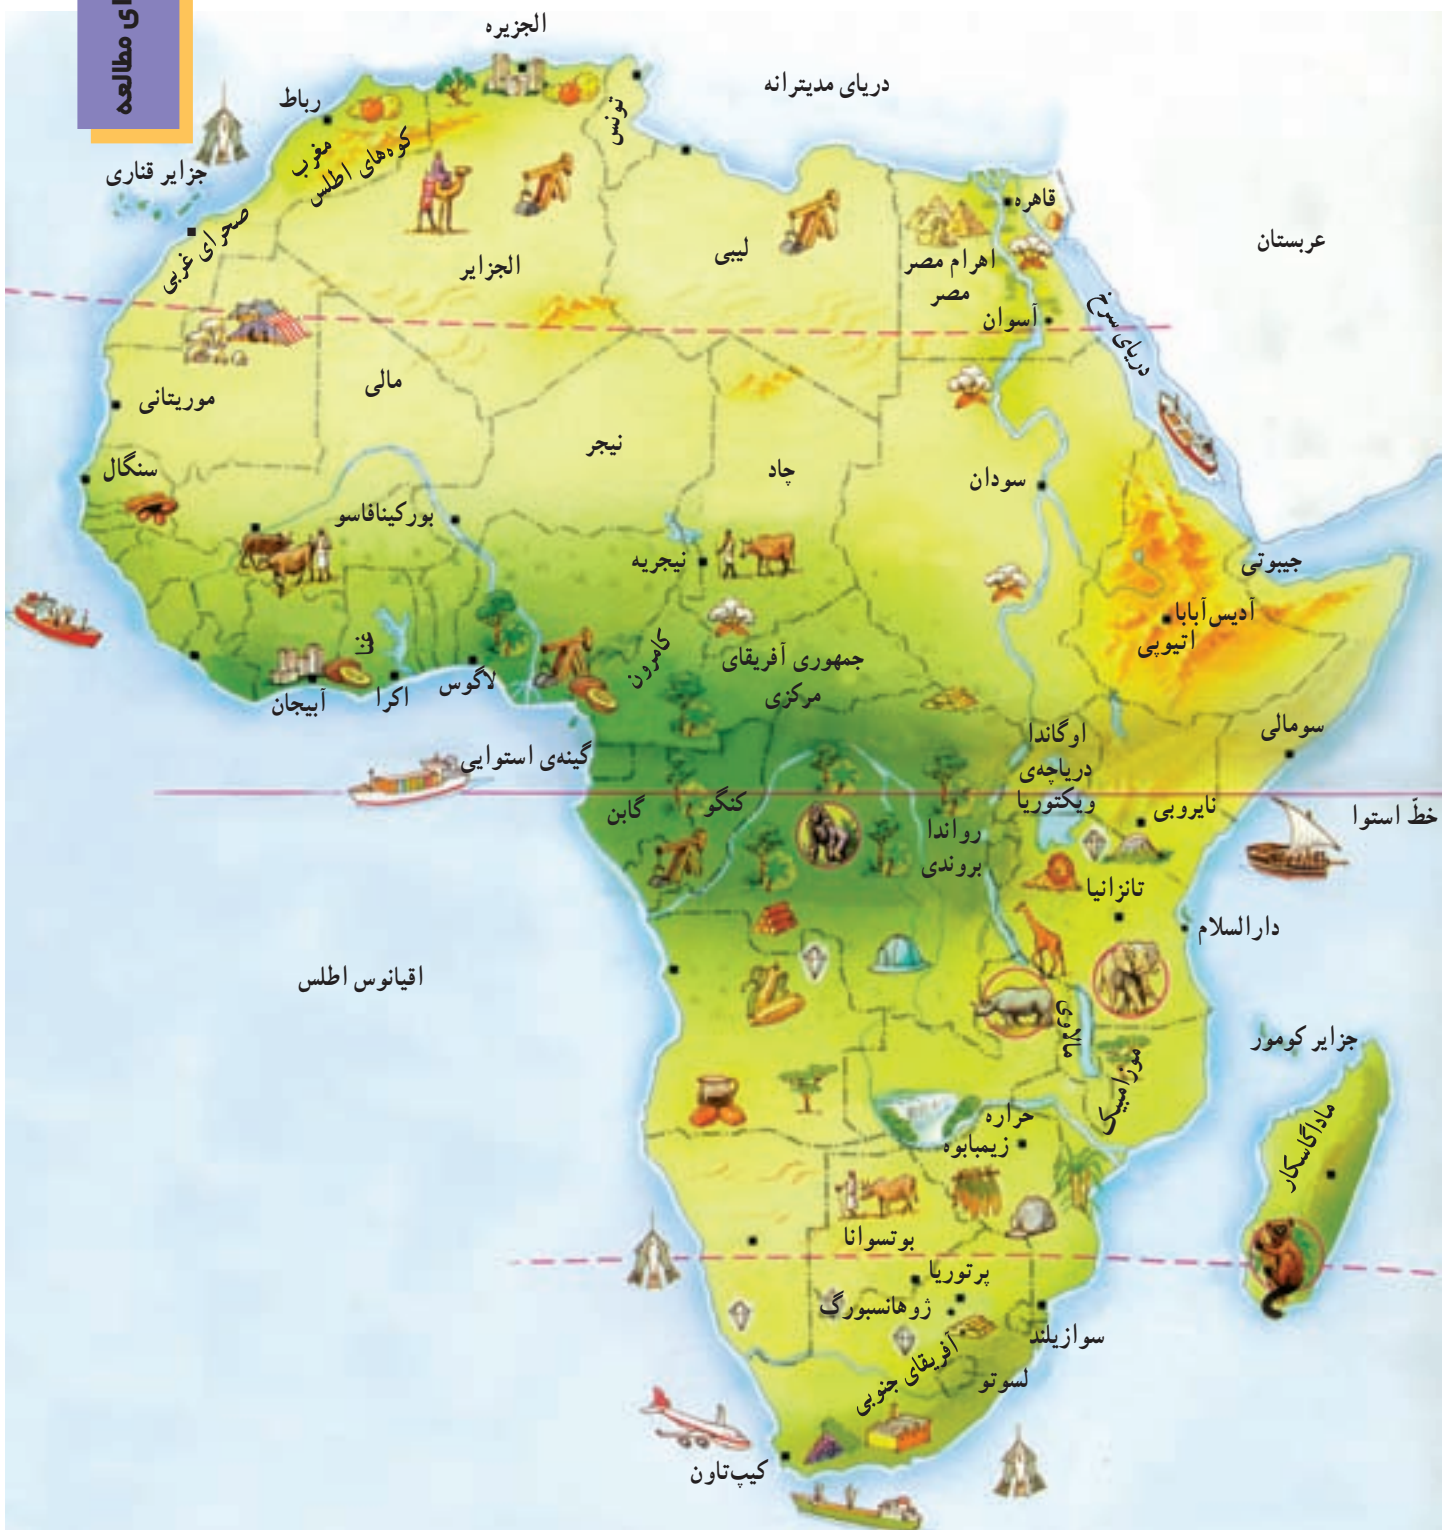 ای مطالعه
الجزیره
دریای مدیترانه
رباط
تونس
مغرب
کوه‌های اطلس
جزایر قناری
صحرای غربی
قاهره
عربستان
لیبی
الجزایر
اهرام مصر
مصر
آسوان
دریای سرخ
موریتانی
مالی
نیجر
چاد
سودان
سنگال
بورکینافاسو
نیجریه
جیبوتی
آدیس‌آبابا
اتیوپی
غنا
کامرون
جمهوری آفریقای
مرکزی
آبیجان
اکرا
لاگوس
سومالی
گینه‌ی استوایی
اوگاندا
دریاچه‌ی
ویکتوریا
نایروبی
خطّ استوا
گابن
کنگو
رواندا
بروندی
تانزانیا
دارالسلام
اقیانوس اطلس
مالاوی
موزامبیک
جزایر کومور
ماداگاسکار
حراره
زیمبابوه
بوتسوانا
پرتوریا
ژوهانسبورگ
سوازیلند
آفریقای جنوبی
لسوتو
کیپ‌تاون